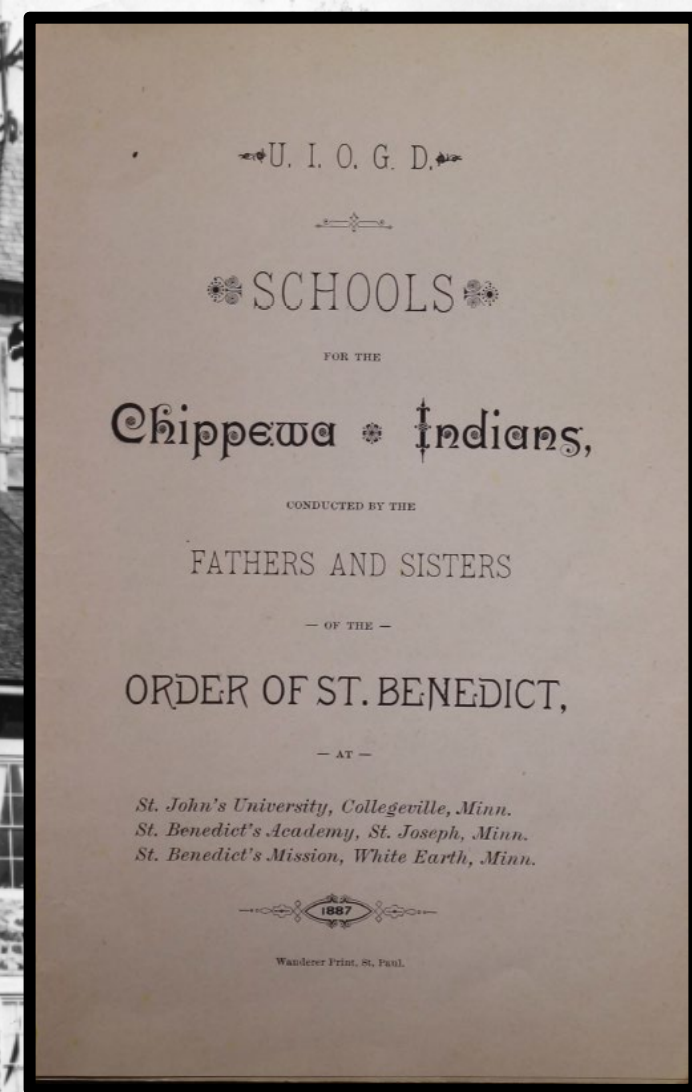 U. I. O. G. D.
SCHOOLS
FOR THE
Chippewa Indians,
CONDUCTED BY THE
FATHERS AND SISTERS
— OF THE —
ORDER OF ST. BENEDICT,
— AT —
St. John's University, Collegeville, Minn.
St. Benedict's Academy, St. Joseph, Minn.
St. Benedict's Mission, White Earth, Minn.
1887
Wanderer Print, St. Paul.